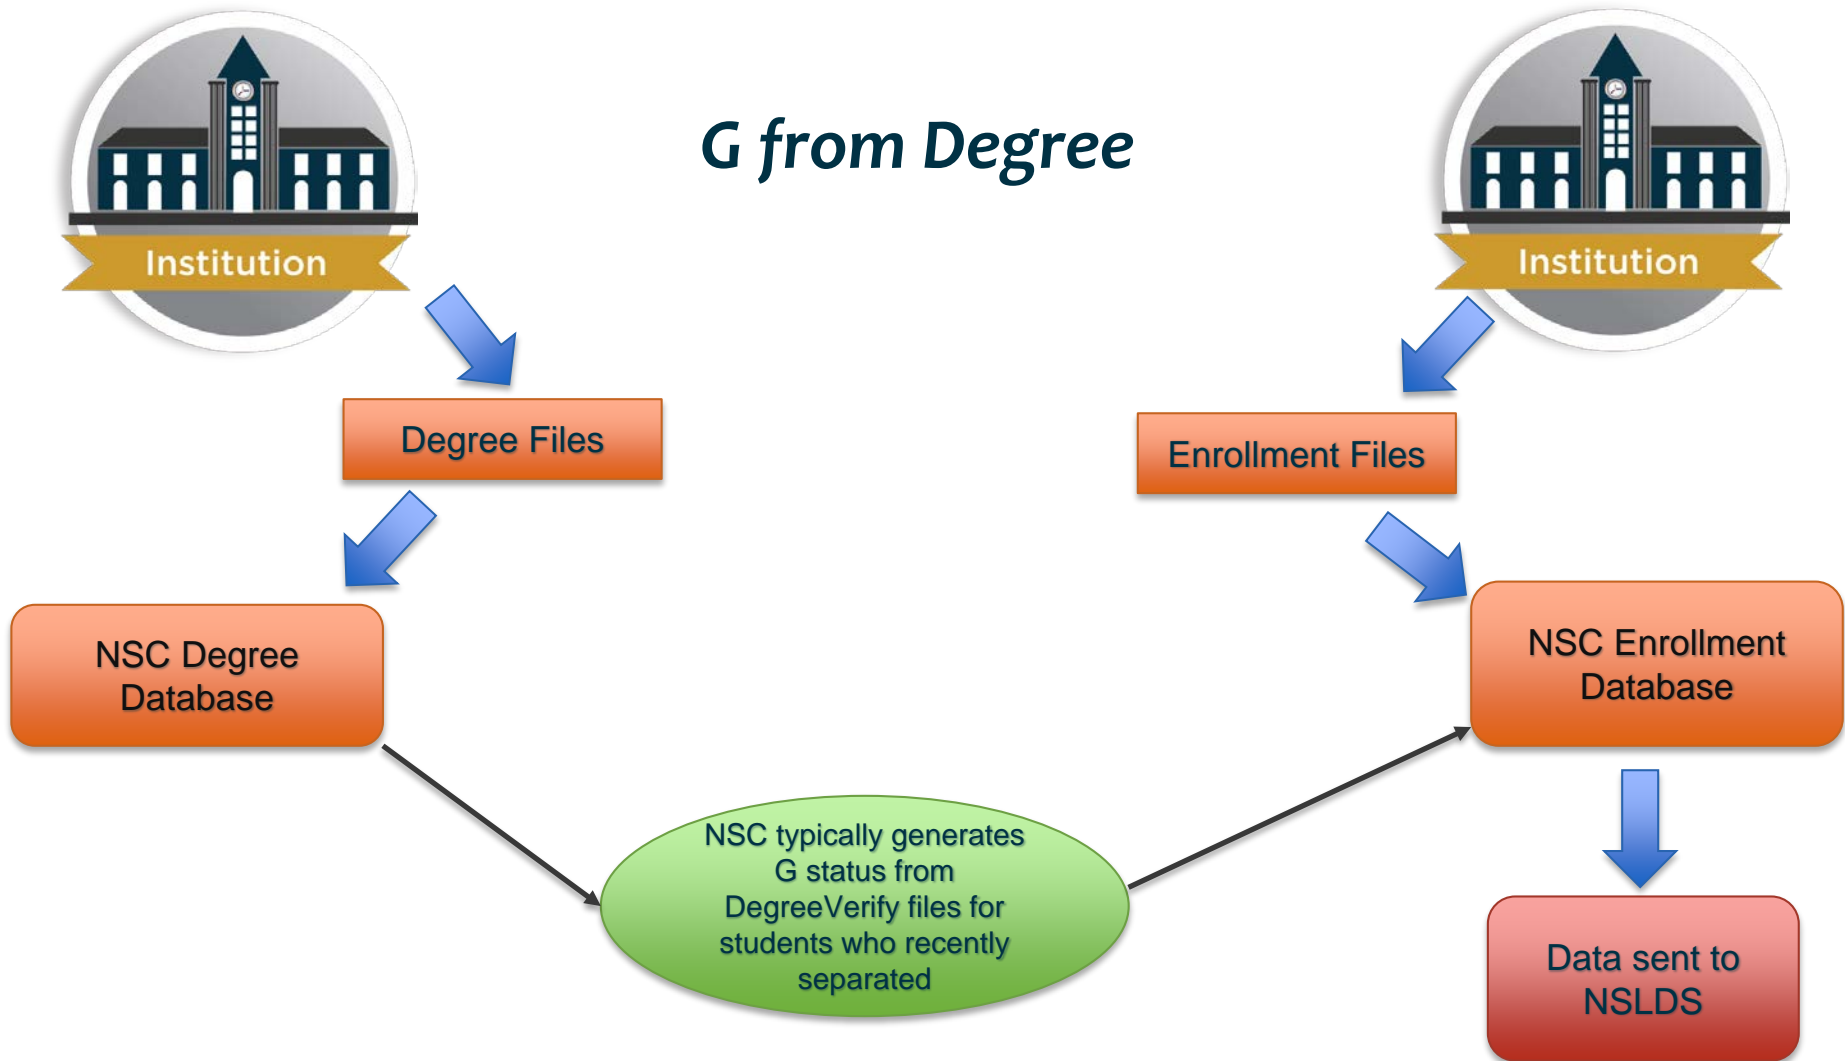 G from Degree
Institution
Institution
Degree Files
Enrollment Files
NSC Degree
Database
NSC Enrollment
Database
NSC typically generates
G status from
DegreeVerify files for
students who recently
separated
Data sent to
NSLDS